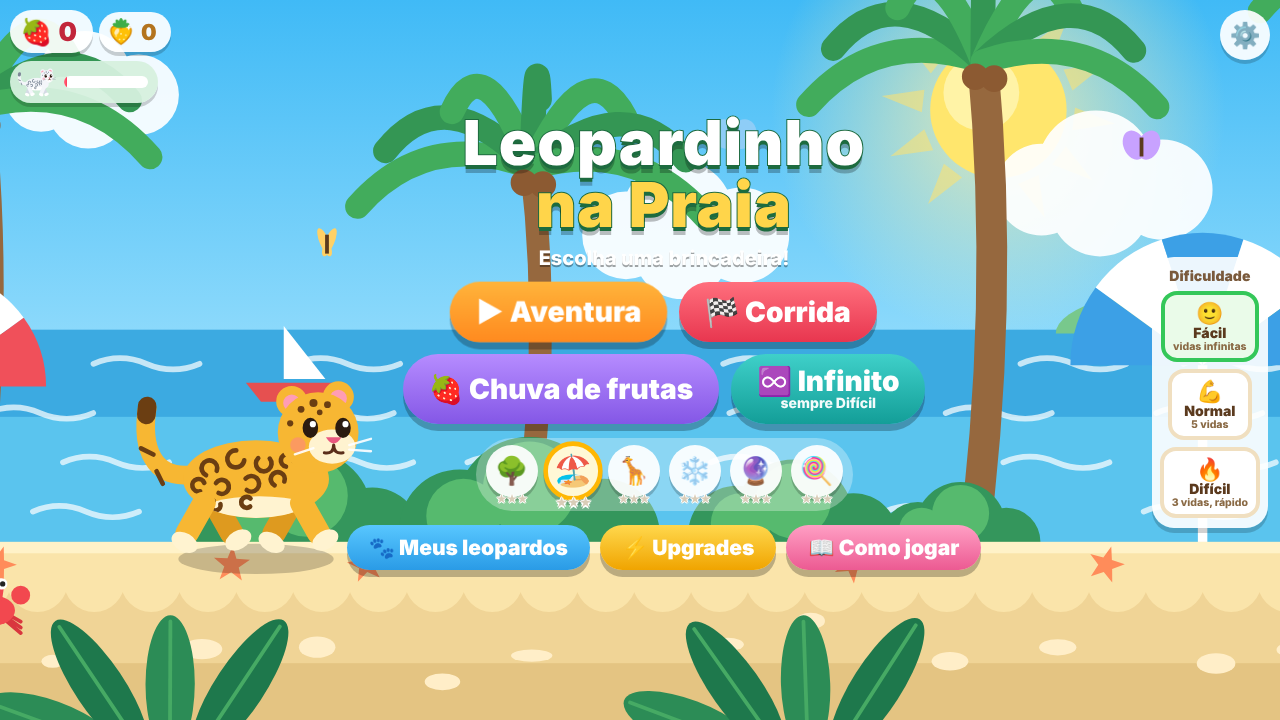 0
0
Leopardinho
na Praia
Escolha uma brincadeira!
Aventura
Corrida
Chuva de frutas
Infinito
sempre Difícil
Dificuldade
Fácil
vidas infinitas
Normal
5 vidas
Difícil
3 vidas, rápido
Meus leopardos
Upgrades
Como jogar